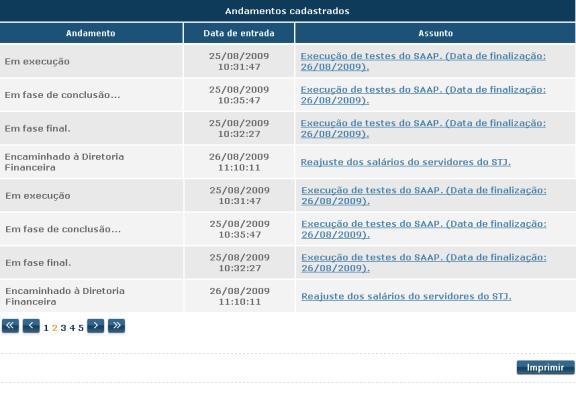 Andamentos cadastrados
Andamento Data de entrada Assunto
Em execução 25/08/2009 10:31:47 Execução de testes do SAAP. (Data de finalização: 26/08/2009).
Em fase de conclusão... 25/08/2009 10:35:47 Execução de testes do SAAP. (Data de finalização: 26/08/2009).
Em fase final. 25/08/2009 10:32:27 Execução de testes do SAAP. (Data de finalização: 26/08/2009).
Encaminhado à Diretoria Financeira 26/08/2009 11:10:11 Reajuste dos salários do servidores do STJ.
Em execução 25/08/2009 10:31:47 Execução de testes do SAAP. (Data de finalização: 26/08/2009).
Em fase de conclusão... 25/08/2009 10:35:47 Execução de testes do SAAP. (Data de finalização: 26/08/2009).
Em fase final. 25/08/2009 10:32:27 Execução de testes do SAAP. (Data de finalização: 26/08/2009).
Encaminhado à Diretoria Financeira 26/08/2009 11:10:11 Reajuste dos salários do servidores do STJ.
« < 1 2 3 4 5 > »
Imprimir